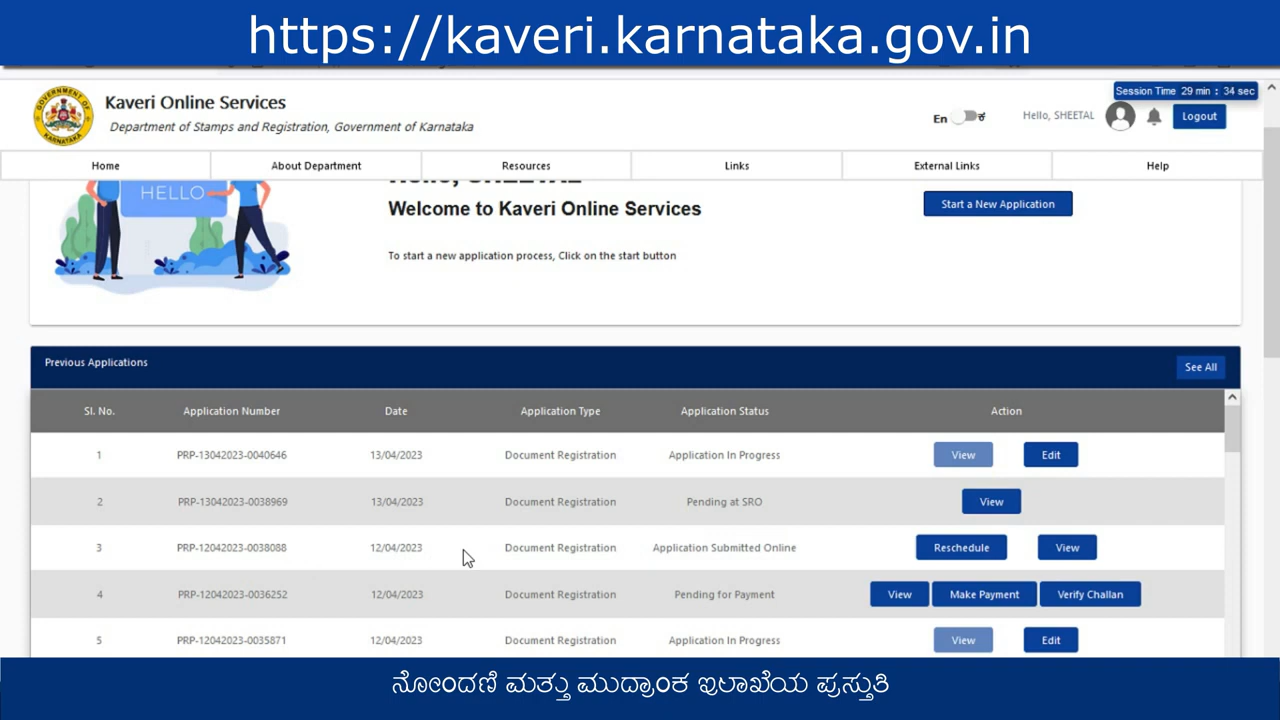 https://kaveri.karnataka.gov.in
Session Time 29 min : 34 sec
Kaveri Online Services
Department of Stamps and Registration, Government of Karnataka
En ಕ
Hello, SHEETAL
Logout
Home About Department Resources Links External Links Help
HELLO
Hello, SHEETAL
Welcome to Kaveri Online Services
Start a New Application
To start a new application process, Click on the start button
Previous Applications
See All
Sl. No. Application Number Date Application Type Application Status Action
1 PRP-13042023-0040646 13/04/2023 Document Registration Application In Progress View Edit
2 PRP-13042023-0038969 13/04/2023 Document Registration Pending at SRO View
3 PRP-12042023-0038088 12/04/2023 Document Registration Application Submitted Online Reschedule View
4 PRP-12042023-0036252 12/04/2023 Document Registration Pending for Payment View Make Payment Verify Challan
5 PRP-12042023-0035871 12/04/2023 Document Registration Application In Progress View Edit
ನೋಂದಣಿ ಮತ್ತು ಮುದ್ರಾಂಕ ಇಲಾಖೆಯ ಪ್ರಸ್ತುತಿ